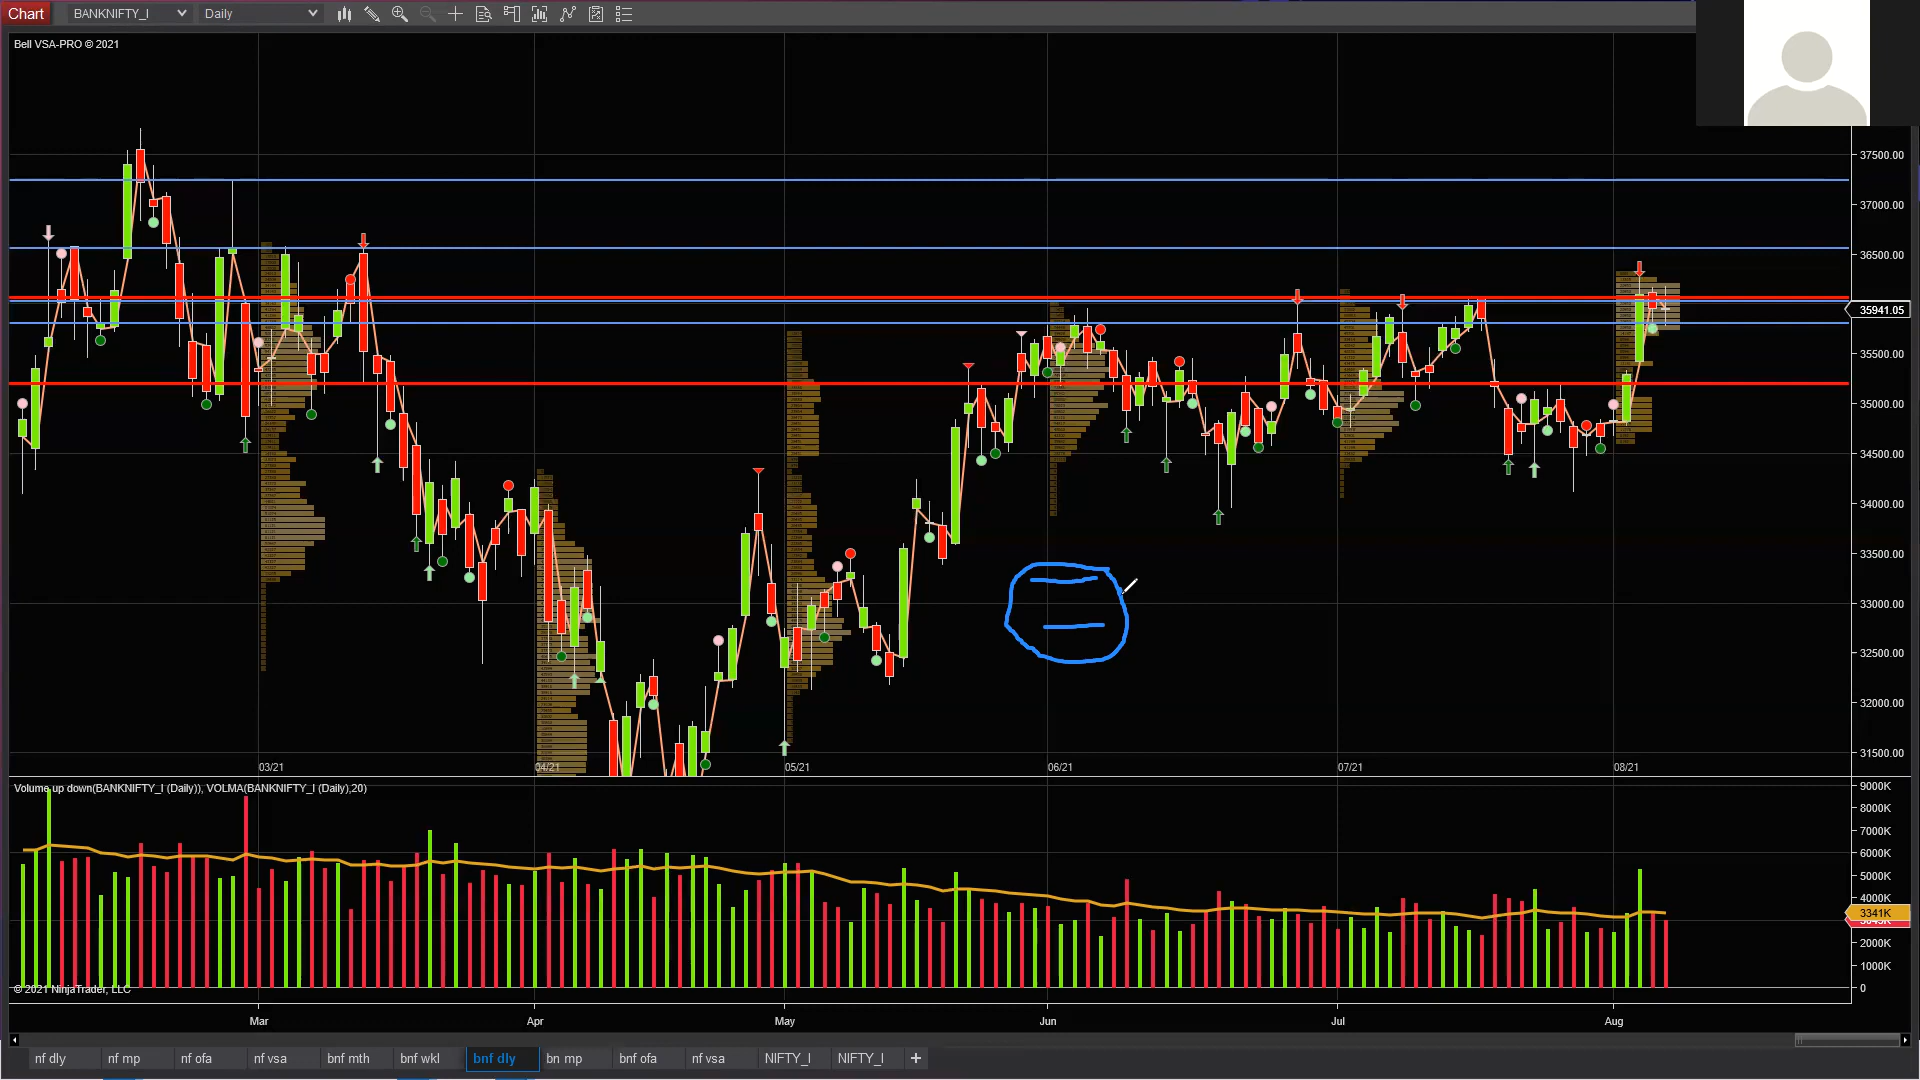 Chart BANKNIFTY_I Daily
Bell VSA-PRO © 2021
37500.00
37000.00
36500.00
35941.05
35500.00
35000.00
34500.00
34000.00
33500.00
33000.00
32500.00
32000.00
31500.00
03/21 04/21 05/21 06/21 07/21 08/21
Volume up down(BANKNIFTY_I (Daily)), VOLMA(BANKNIFTY_I (Daily),20)
9000K
8000K
7000K
6000K
5000K
4000K
3341K
2000K
1000K
0
© 2021 NinjaTrader, LLC
Mar Apr May Jun Jul Aug
nf dly nf mp nf ofa nf vsa bnf mth bnf wkl bnf dly bn mp bnf ofa nf vsa NIFTY_I NIFTY_I +